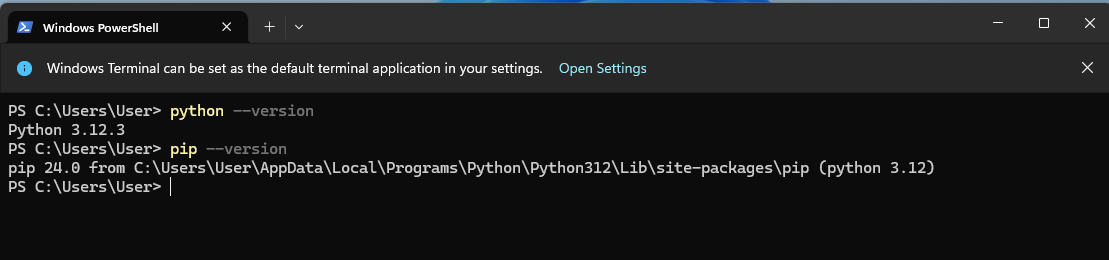 Windows PowerShell
Windows Terminal can be set as the default terminal application in your settings. Open Settings
PS C:\Users\User> python --version
Python 3.12.3
PS C:\Users\User> pip --version
pip 24.0 from C:\Users\User\AppData\Local\Programs\Python\Python312\Lib\site-packages\pip (python 3.12)
PS C:\Users\User>